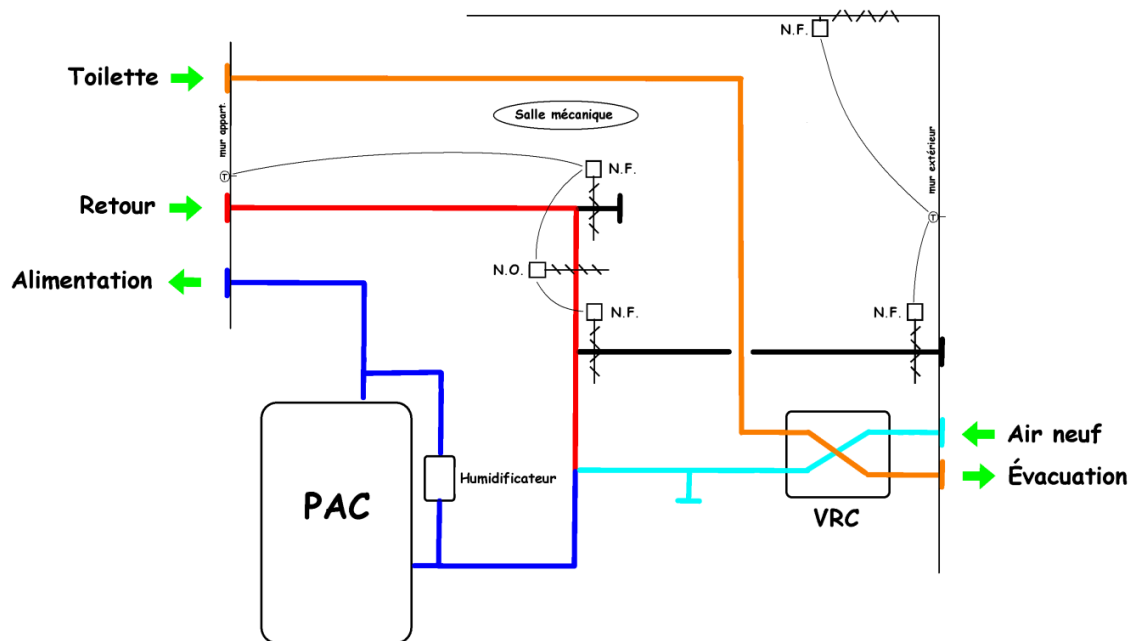 N.F.
Toilette
mur appart.
Salle mécanique
mur extérieur
N.F.
T
Retour
T
Alimentation
N.O.
N.F.
N.F.
Air neuf
Humidificateur
Évacuation
PAC
VRC